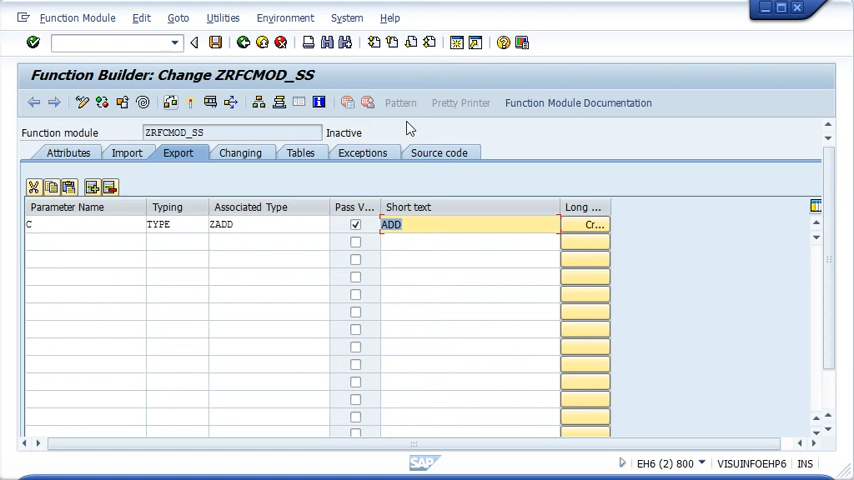 Function Module Edit Goto Utilities Environment System Help
Function Builder: Change ZRFCMOD_SS
Pattern Pretty Printer Function Module Documentation
Function module ZRFCMOD_SS Inactive
Attributes Import Export Changing Tables Exceptions Source code
Parameter Name Typing Associated Type Pass V... Short text Long ...
C TYPE ZADD ADD Cr...
SAP EH6 (2) 800 VISUINFOEHP6 INS